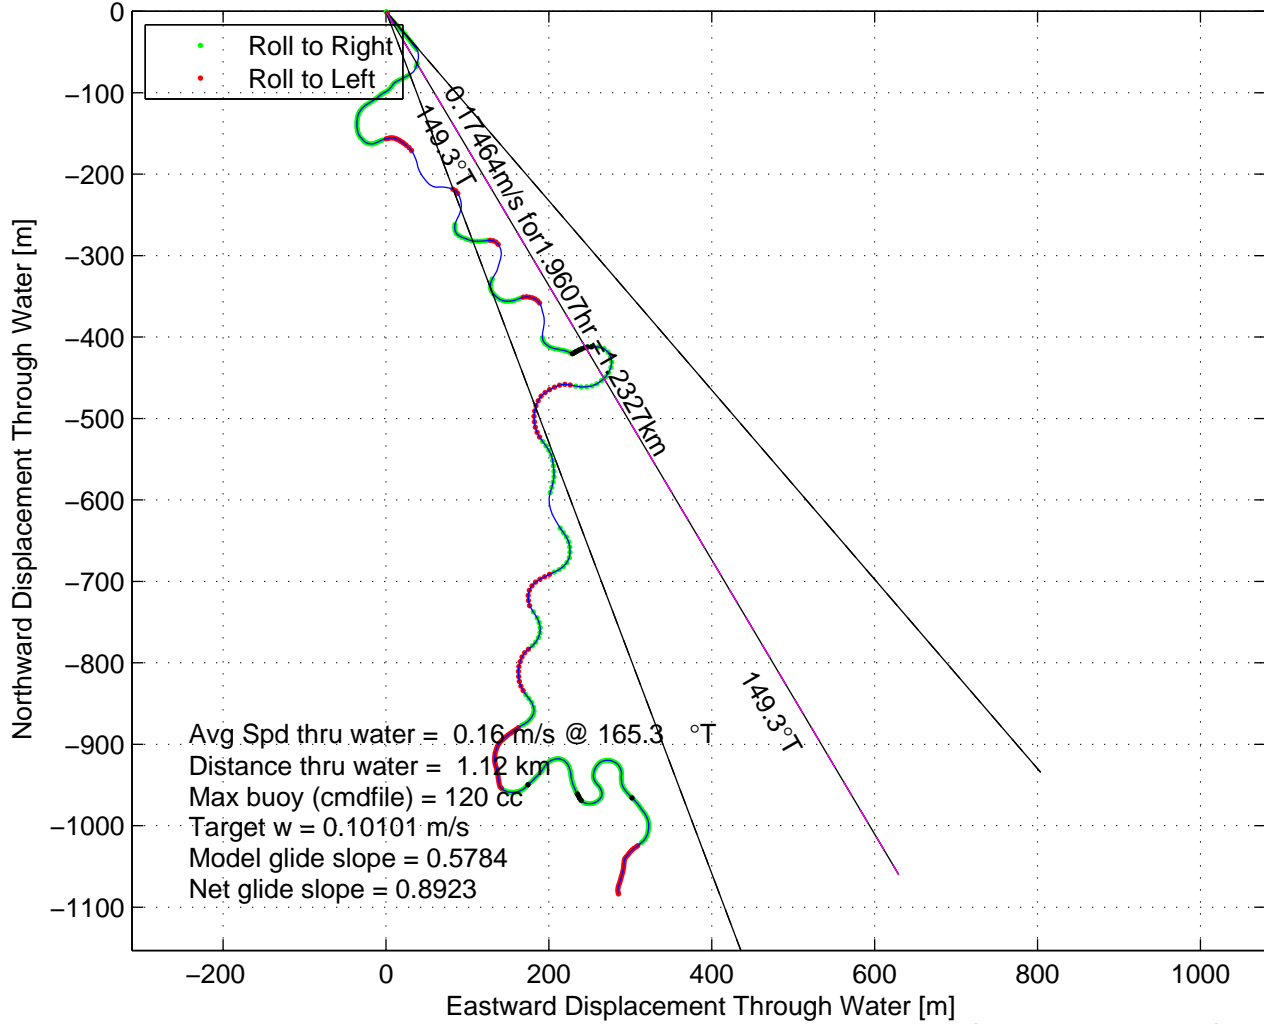 Roll to Right
Roll to Left
0
−100
−200
−300
−400
−500
−600
−700
−800
−900
−1000
−1100
Northward Displacement Through Water [m]
149.3°T
0.17464m/s for1.9607hr =1.2327km
149.3°T
Avg Spd thru water =  0.16 m/s @ 165.3   °T
Distance thru water =  1.12 km
Max buoy (cmdfile) = 120 cc
Target w = 0.10101 m/s
Model glide slope = 0.5784
Net glide slope = 0.8923
−200
0
200
400
600
800
1000
Eastward Displacement Through Water [m]